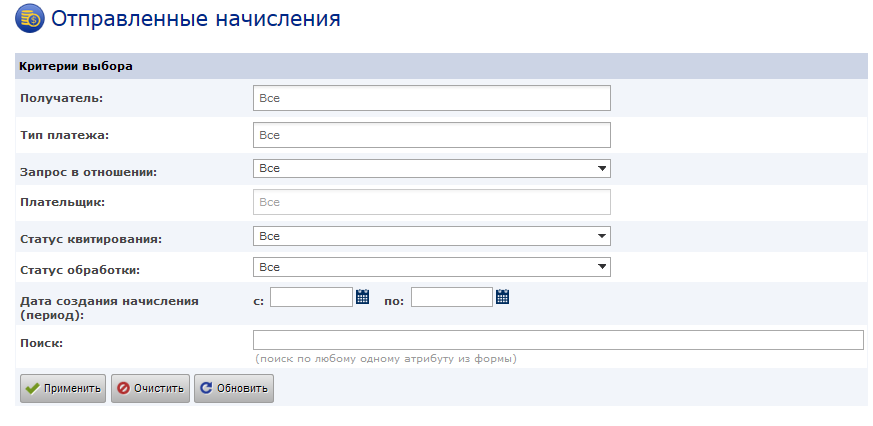 Отправленные начисления
Критерии выбора
Получатель: Все
Тип платежа: Все
Запрос в отношении: Все
Плательщик: Все
Статус квитирования: Все
Статус обработки: Все
Дата создания начисления с: по:
(период):
Поиск:
(поиск по любому одному атрибуту из формы)
Применить Очистить Обновить